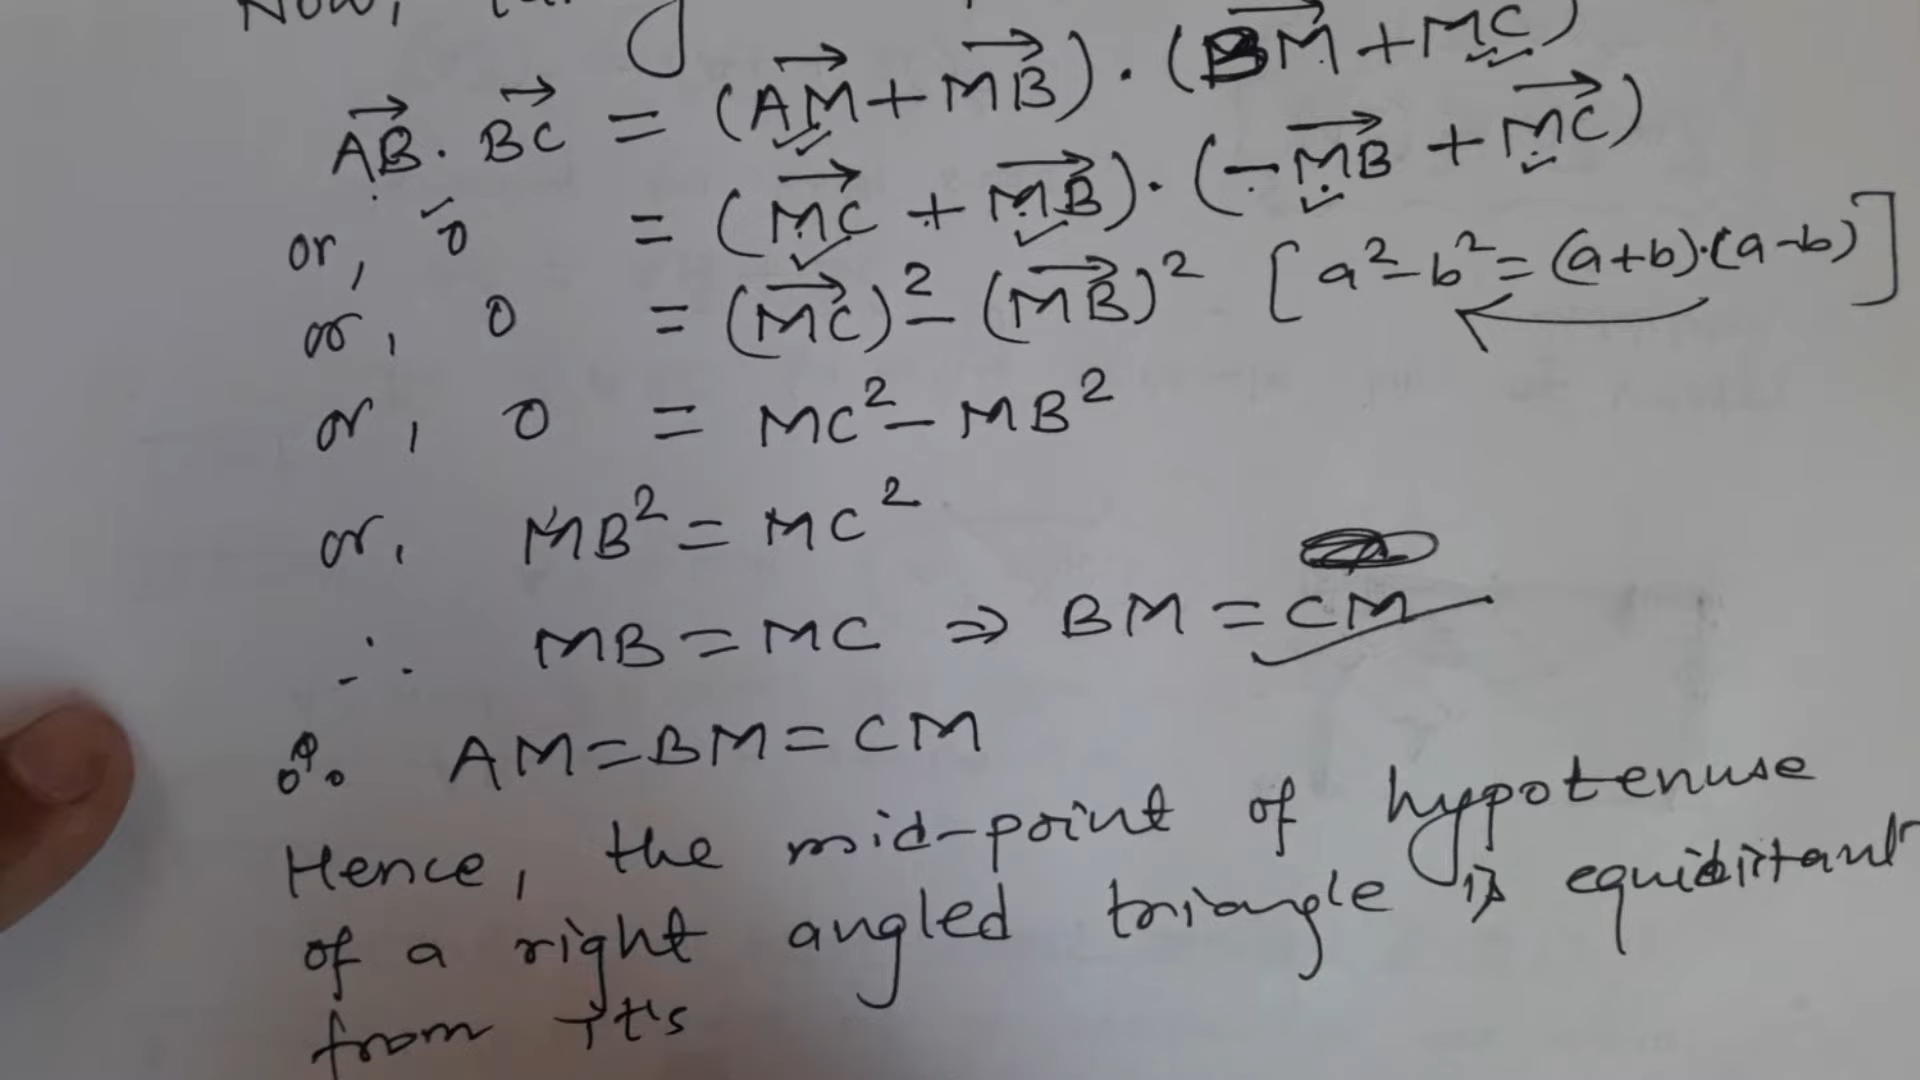 Now,
AB⃗ . BC⃗ = (AM⃗ + MB⃗) . (BM⃗ + MC⃗)
or, 0 = (MC⃗ + MB⃗) . (-MB⃗ + MC⃗)
or, 0 = (MC⃗)² - (MB⃗)² [a² - b² = (a+b).(a-b)]
or, 0 = MC² - MB²
or, MB² = MC²
∴ MB = MC ⇒ BM = CM
∴ AM = BM = CM
Hence, the mid-point of hypotenuse
of a right angled triangle is equidistant
from it's